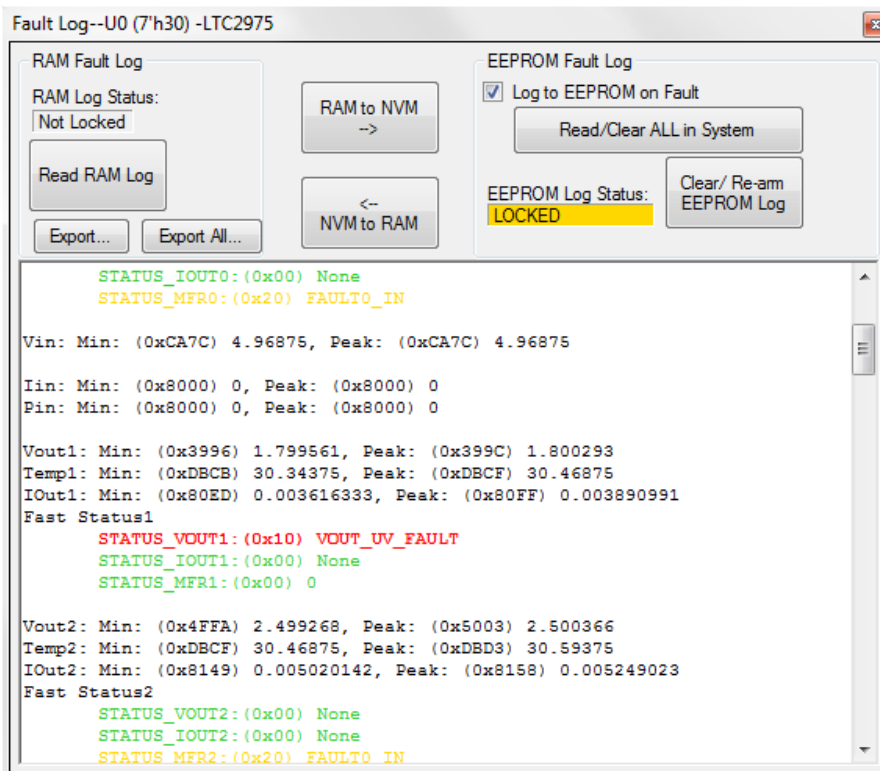 Fault Log--U0 (7'h30) -LTC2975
RAM Fault Log
RAM Log Status:
Not Locked
Read RAM Log
Export...
Export All...
RAM to NVM
-->
<--
NVM to RAM
EEPROM Fault Log
Log to EEPROM on Fault
Read/Clear ALL in System
EEPROM Log Status:
LOCKED
Clear/ Re-arm
EEPROM Log
STATUS_IOUT0:(0x00) None
STATUS_MFR0:(0x20) FAULT0_IN
Vin: Min: (0xCA7C) 4.96875, Peak: (0xCA7C) 4.96875
Iin: Min: (0x8000) 0, Peak: (0x8000) 0
Pin: Min: (0x8000) 0, Peak: (0x8000) 0
Vout1: Min: (0x3996) 1.799561, Peak: (0x399C) 1.800293
Temp1: Min: (0xDBCB) 30.34375, Peak: (0xDBCF) 30.46875
IOut1: Min: (0x80ED) 0.003616333, Peak: (0x80FF) 0.003890991
Fast Status1
STATUS_VOUT1:(0x10) VOUT_UV_FAULT
STATUS_IOUT1:(0x00) None
STATUS_MFR1:(0x00) 0
Vout2: Min: (0x4FFA) 2.499268, Peak: (0x5003) 2.500366
Temp2: Min: (0xDBCF) 30.46875, Peak: (0xDBD3) 30.59375
IOut2: Min: (0x8149) 0.005020142, Peak: (0x8158) 0.005249023
Fast Status2
STATUS_VOUT2:(0x00) None
STATUS_IOUT2:(0x00) None
STATUS_MFR2:(0x20) FAULT0_IN